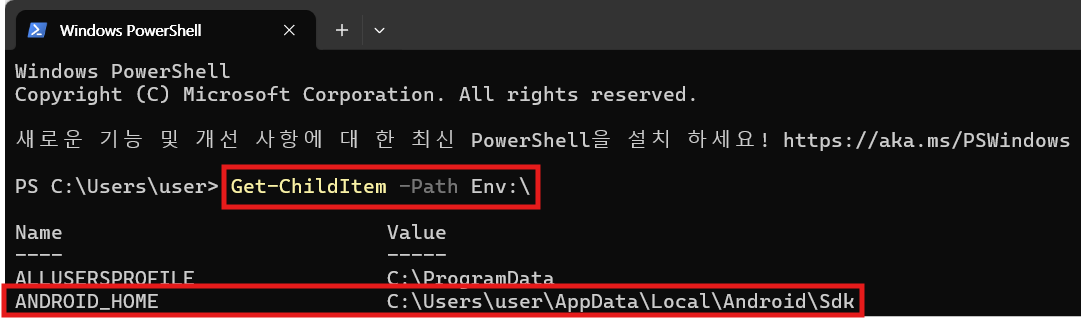 Windows PowerShell
Windows PowerShell
Copyright (C) Microsoft Corporation. All rights reserved.
새로운 기능 및 개선 사항에 대 한 최신 PowerShell을 설치 하세요! https://aka.ms/PSWindows
PS C:\Users\user> Get-ChildItem -Path Env:\
Name Value
---- -----
ALLUSERSPROFILE C:\ProgramData
ANDROID_HOME C:\Users\user\AppData\Local\Android\Sdk